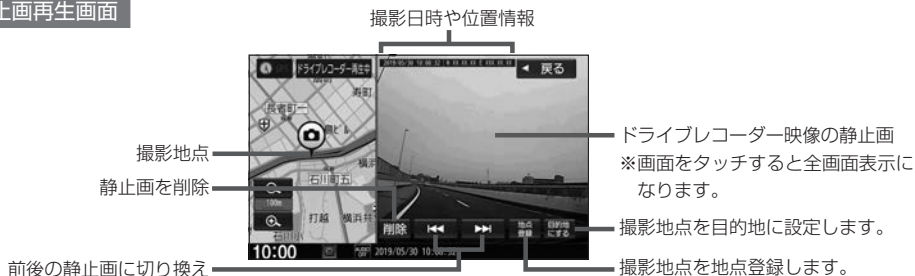 止画再生画面
撮影日時や位置情報
ドライブレコーダー再生中
2019/05/30 10:00:32
戻る
寿町
長者町一
ドライブレコーダー映像の静止画
※画面をタッチすると全画面表示に
なります。
撮影地点
石川町五
静止画を削除
100m
打越
削除
地点
登録
目的地
にする
撮影地点を目的地に設定します。
石川小
10:00
2019/05/30
前後の静止画に切り換え
撮影地点を地点登録します。